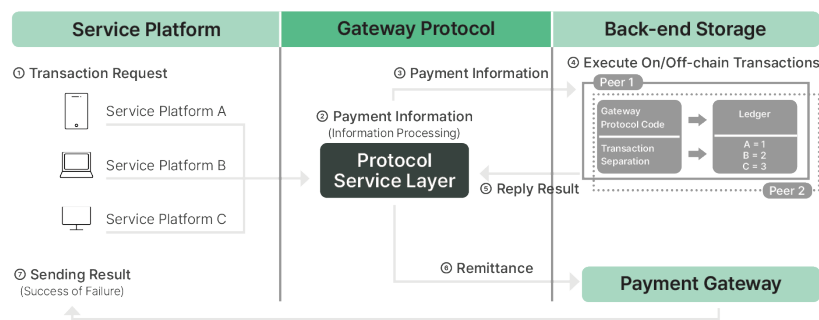 Service Platform
Gateway Protocol
Back-end Storage
① Transaction Request
Service Platform A
Service Platform B
Service Platform C
⑦ Sending Result
(Success of Failure)
③ Payment Information
② Payment Information
(Information Processing)
Protocol
Service Layer
⑤ Reply Result
⑥ Remittance
④ Execute On/Off-chain Transactions
Peer 1
Gateway
Protocol Code
Transaction
Separation
Ledger
A = 1
B = 2
C = 3
Peer 2
Payment Gateway